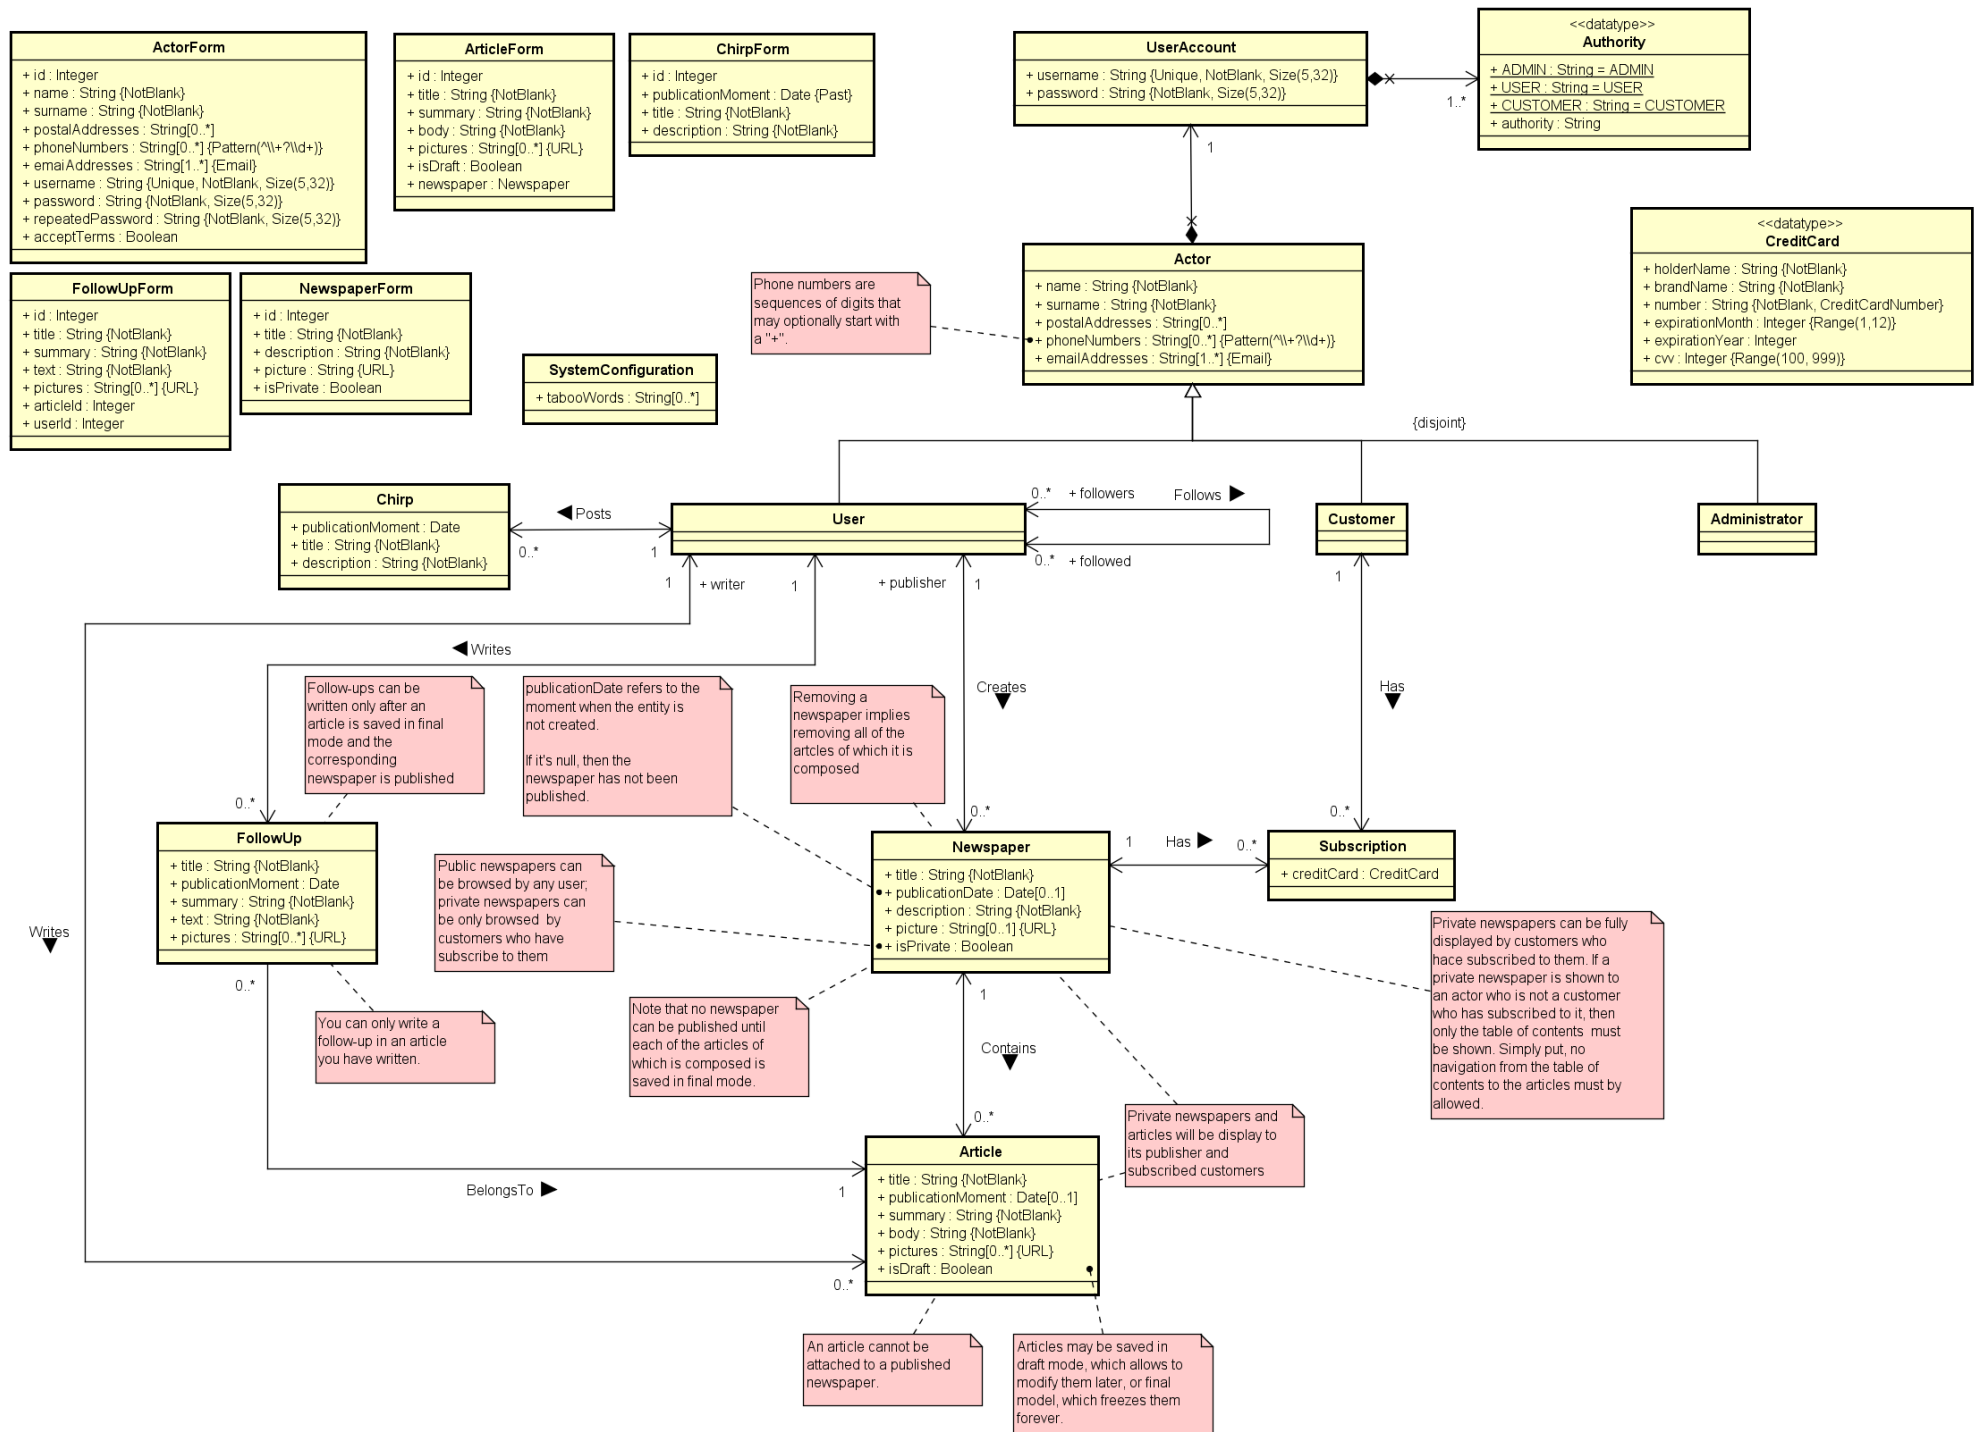 ActorForm
+ id : Integer
+ name : String {NotBlank}
+ surname : String {NotBlank}
+ postalAddresses : String[0..*]
+ phoneNumbers : String[0..*] {Pattern(^\\+?\\d+)}
+ emaiAddresses : String[1..*] {Email}
+ username : String {Unique, NotBlank, Size(5,32)}
+ password : String {NotBlank, Size(5,32)}
+ repeatedPassword : String {NotBlank, Size(5,32)}
+ acceptTerms : Boolean
ArticleForm
+ id : Integer
+ title : String {NotBlank}
+ summary : String {NotBlank}
+ body : String {NotBlank}
+ pictures : String[0..*] {URL}
+ isDraft : Boolean
+ newspaper : Newspaper
ChirpForm
+ id : Integer
+ publicationMoment : Date {Past}
+ title : String {NotBlank}
+ description : String {NotBlank}
UserAccount
+ username : String {Unique, NotBlank, Size(5,32)}
+ password : String {NotBlank, Size(5,32)}
1..*
<<datatype>>
Authority
+ ADMIN : String = ADMIN
+ USER : String = USER
+ CUSTOMER : String = CUSTOMER
+ authority : String
1
<<datatype>>
CreditCard
+ holderName : String {NotBlank}
+ brandName : String {NotBlank}
+ number : String {NotBlank, CreditCardNumber}
+ expirationMonth : Integer {Range(1,12)}
+ expirationYear : Integer
+ cvv : Integer {Range(100, 999)}
FollowUpForm
+ id : Integer
+ title : String {NotBlank}
+ summary : String {NotBlank}
+ text : String {NotBlank}
+ pictures : String[0..*] {URL}
+ articleId : Integer
+ userId : Integer
NewspaperForm
+ id : Integer
+ title : String {NotBlank}
+ description : String {NotBlank}
+ picture : String {URL}
+ isPrivate : Boolean
SystemConfiguration
+ tabooWords : String[0..*]
Phone numbers are
sequences of digits that
may optionally start with
a "+".
Actor
+ name : String {NotBlank}
+ surname : String {NotBlank}
+ postalAddresses : String[0..*]
+ phoneNumbers : String[0..*] {Pattern(^\\+?\\d+)}
+ emailAddresses : String[1..*] {Email}
{disjoint}
Chirp
+ publicationMoment : Date
+ title : String {NotBlank}
+ description : String {NotBlank}
Posts
0..*
1
User
0..*
+ followers
Follows
0..*
+ followed
Customer
Administrator
1
+ writer
1
+ publisher
1
1
Writes
Creates
Has
Follow-ups can be
written only after an
article is saved in final
mode and the
corresponding
newspaper is published
publicationDate refers to the
moment when the entity is
not created.
If it's null, then the
newspaper has not been
published.
Removing a
newspaper implies
removing all of the
artcles of which it is
composed
0..*
0..*
0..*
FollowUp
+ title : String {NotBlank}
+ publicationMoment : Date
+ summary : String {NotBlank}
+ text : String {NotBlank}
+ pictures : String[0..*] {URL}
Public newspapers can
be browsed by any user;
private newspapers can
be only browsed by
customers who have
subscribe to them
Newspaper
+ title : String {NotBlank}
+ publicationDate : Date[0..1]
+ description : String {NotBlank}
+ picture : String[0..1] {URL}
+ isPrivate : Boolean
1
Has
0..*
Subscription
+ creditCard : CreditCard
Writes
0..*
You can only write a
follow-up in an article
you have written.
Note that no newspaper
can be published until
each of the articles of
which is composed is
saved in final mode.
1
Contains
0..*
Private newspapers can be fully
displayed by customers who
hace subscribed to them. If a
private newspaper is shown to
an actor who is not a customer
who has subscribed to it, then
only the table of contents must
be shown. Simply put, no
navigation from the table of
contents to the articles must by
allowed.
Private newspapers and
articles will be display to
its publisher and
subscribed customers
BelongsTo
1
0..*
Article
+ title : String {NotBlank}
+ publicationMoment : Date[0..1]
+ summary : String {NotBlank}
+ body : String {NotBlank}
+ pictures : String[0..*] {URL}
+ isDraft : Boolean
An article cannot be
attached to a published
newspaper.
Articles may be saved in
draft mode, which allows to
modify them later, or final
model, which freezes them
forever.